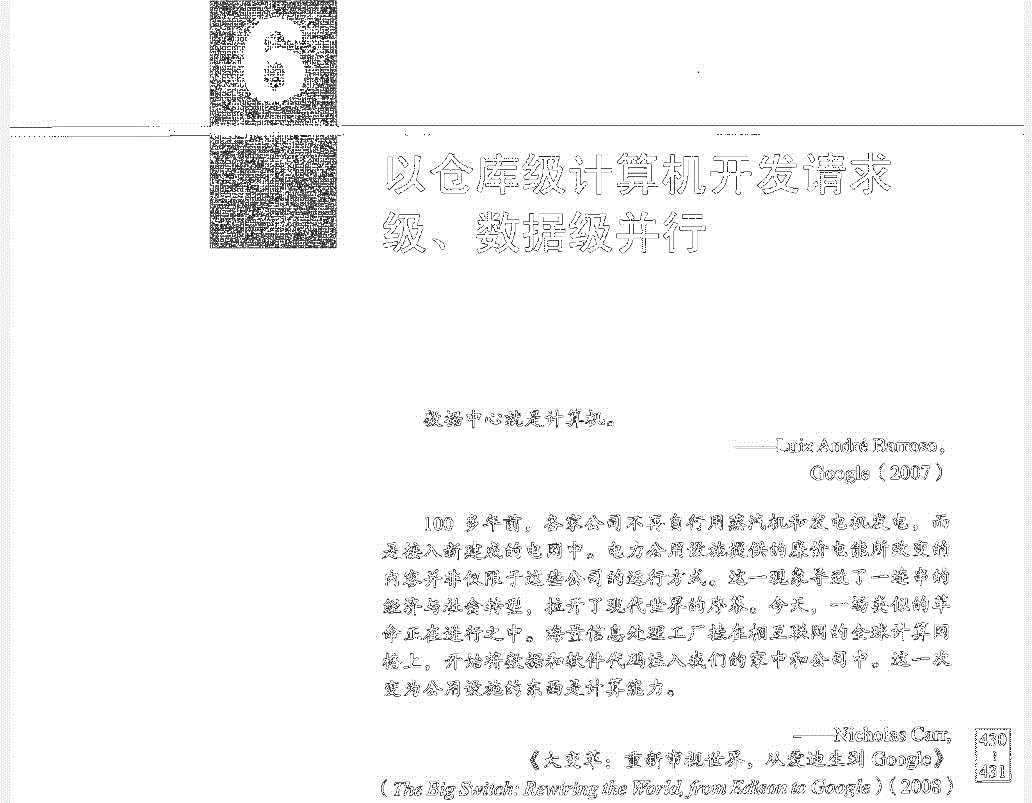 6
以仓库级计算机开发请求
级、数据级并行
数据中心就是计算机。
——Luiz André Barroso,
Google（2007）
100 多年前，各家公司不再自行用蒸汽机和发电机发电，而
是接入新建成的电网中。电力公用设施提供的廉价电能所改变的
内容并非仅限于这些公司的运行方式。这一现象导致了一连串的
经济与社会转型，拉开了现代世界的序幕。今天，一场类似的革
命正在进行之中。海量信息处理工厂挂在相互联网的全球计算网
格上，开始将数据和软件代码注入我们的家中和公司中。这一次
变为公用设施的东西是计算能力。
——Nicholas Carr,
《大变革：重新审视世界，从爱迪生到 Google》
（The Big Switch: Rewiring the World, from Edison to Google）（2008）
430
~
431